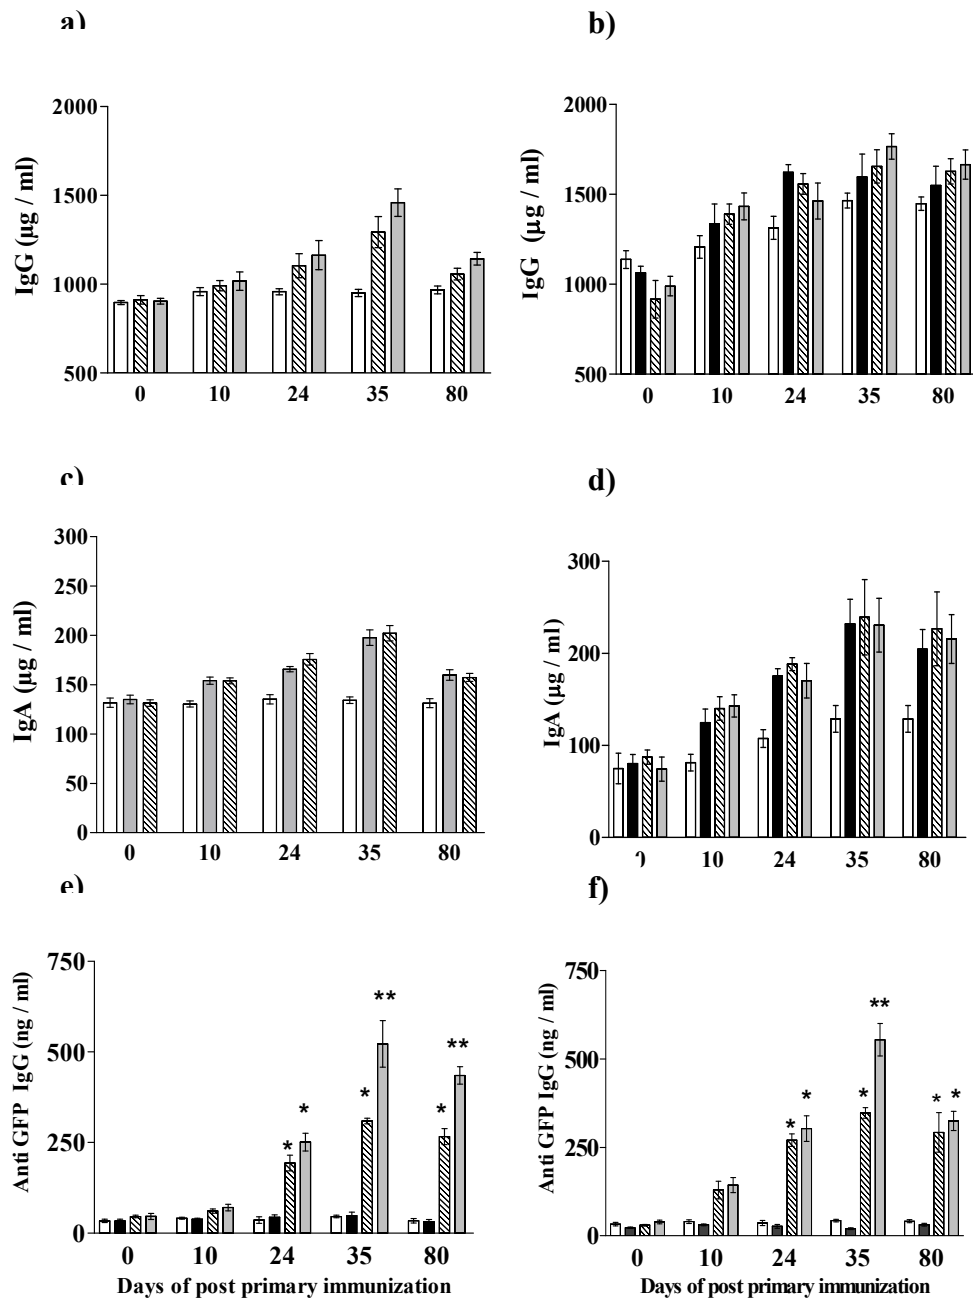 a)
b)
2000
1500
1000
500
IgG (µg / ml)
0 10 24 35 80
2000
1500
1000
500
IgG (µg / ml)
0 10 24 35 80
c)
d)
300
250
200
150
100
50
0
IgA (µg / ml)
0 10 24 35 80
300
200
100
0
IgA (µg / ml)
0 10 24 35 80
e)
f)
750
500
250
0
Anti GFP IgG (ng / ml)
* * * ** * **
0 10 24 35 80
Days of post primary immunization
750
500
250
0
Anti GFP IgG (ng / ml)
* * * ** * *
0 10 24 35 80
Days of post primary immunization